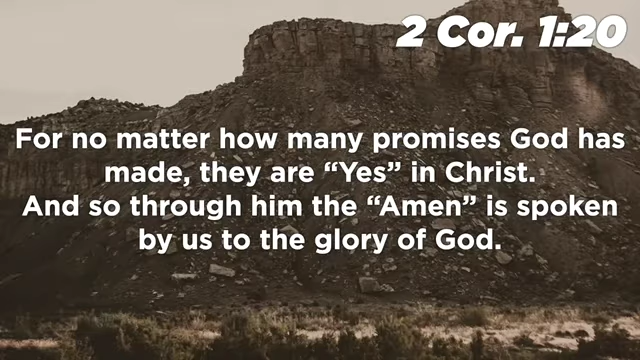 2 Cor. 1:20
For no matter how many promises God has
made, they are “Yes” in Christ.
And so through him the “Amen” is spoken
by us to the glory of God.